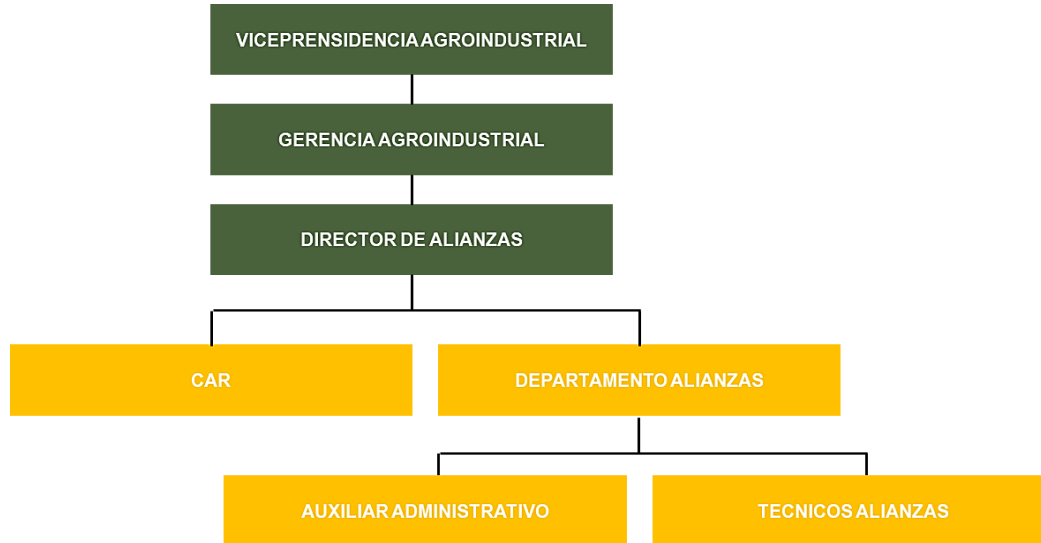 VICEPRENSIDENCIA AGROINDUSTRIAL
GERENCIA AGROINDUSTRIAL
DIRECTOR DE ALIANZAS
CAR
DEPARTAMENTO ALIANZAS
AUXILIAR ADMINISTRATIVO
TECNICOS ALIANZAS